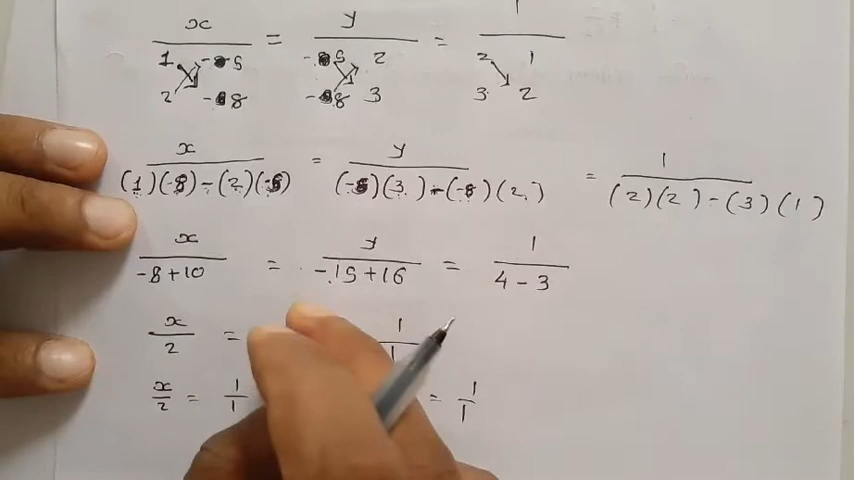 x/ = y/ = 1/
1 -5 -5 2 2 1
2 -8 -8 3 3 2
x/(1)(-8)-(2)(-5) = y/(-5)(3)-(-8)(2) = 1/(2)(2)-(3)(1)
x/-8+10 = y/-15+16 = 1/4-3
x/2 = 1/1
x/2 = 1/1 = 1/1